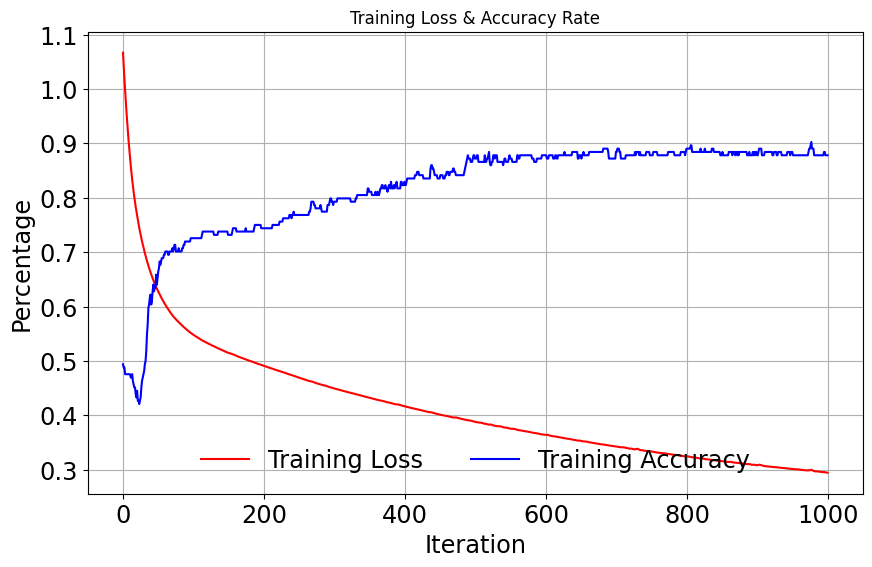 Training Loss & Accuracy Rate
1.1
1.0
0.9
0.8
0.7
0.6
0.5
0.4
0.3
Percentage
Training Loss
Training Accuracy
0 200 400 600 800 1000
Iteration